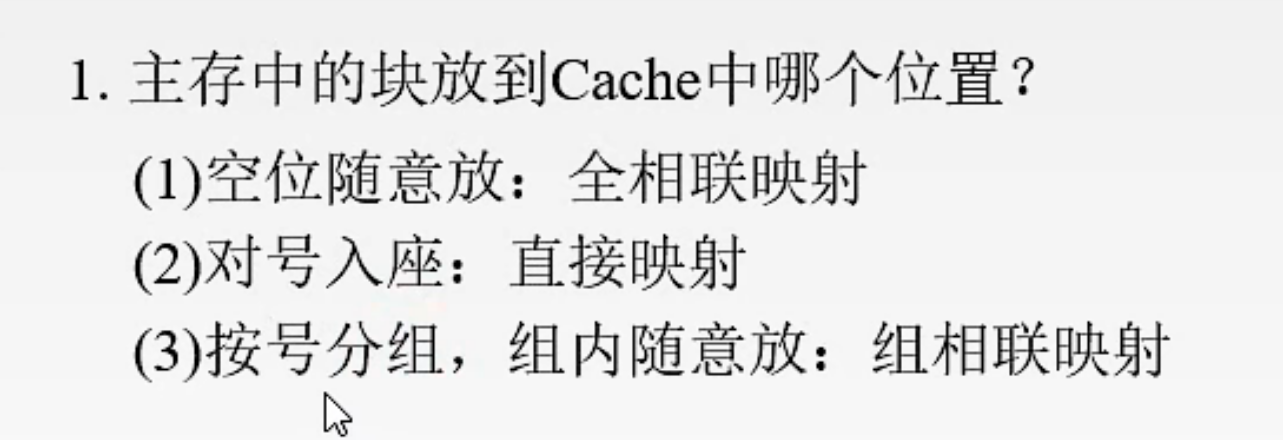 1. 主存中的块放到Cache中哪个位置？
(1)空位随意放：全相联映射
(2)对号入座：直接映射
(3)按号分组，组内随意放：组相联映射